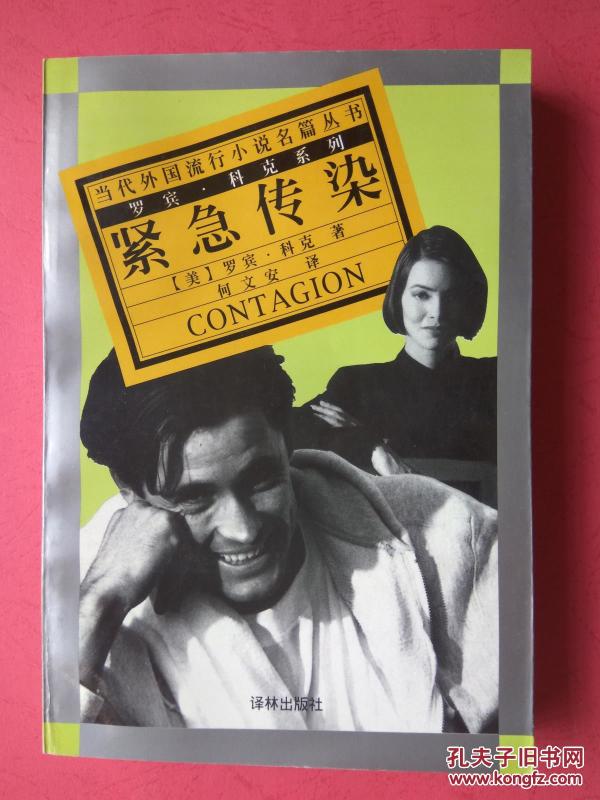 当代外国流行小说名篇丛书
罗宾·科克系列
紧急传染
【美】罗宾·科克 著
何文安 译
CONTAGION
译林出版社
孔夫子旧书网
www.kongfz.com